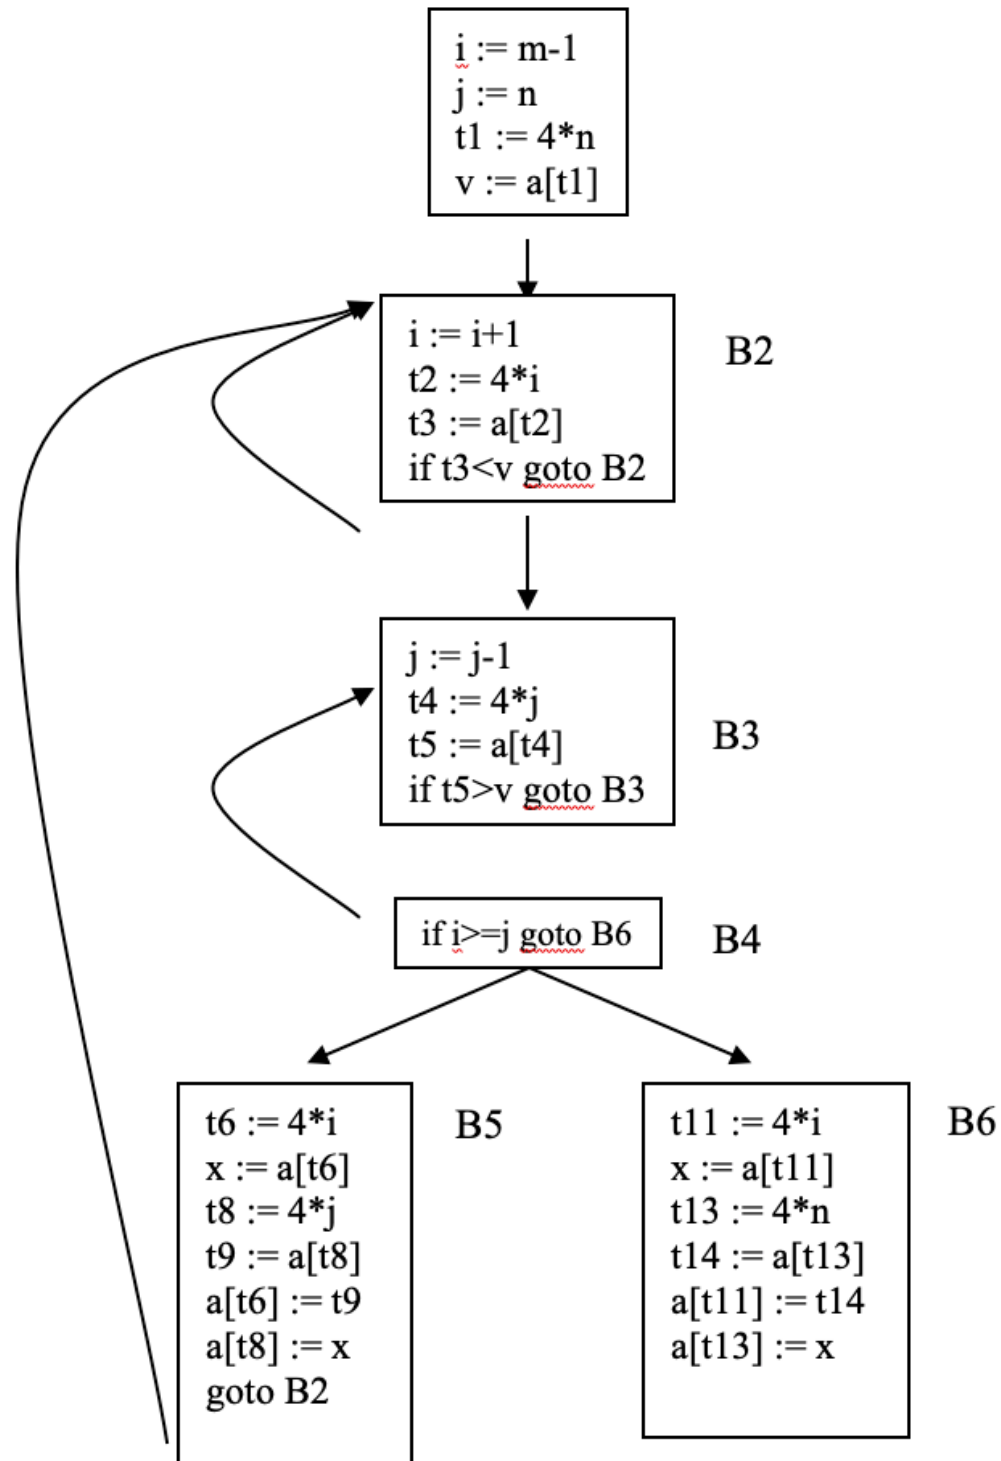 i := m-1
j := n
t1 := 4*n
v := a[t1]
i := i+1
t2 := 4*i
t3 := a[t2]
if t3<v goto B2
B2
j := j-1
t4 := 4*j
t5 := a[t4]
if t5>v goto B3
B3
if i>=j goto B6
B4
t6 := 4*i
x := a[t6]
t8 := 4*j
t9 := a[t8]
a[t6] := t9
a[t8] := x
goto B2
B5
t11 := 4*i
x := a[t11]
t13 := 4*n
t14 := a[t13]
a[t11] := t14
a[t13] := x
B6